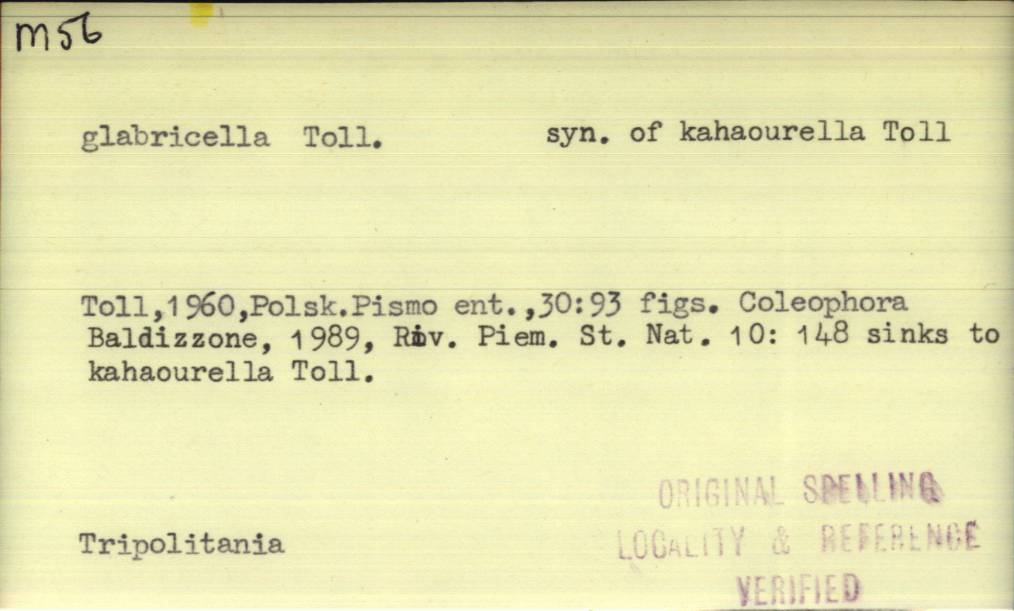 m56
glabricella Toll. syn. of kahaourella Toll
Toll,1960,Polsk.Pismo ent.,30:93 figs. Coleophora
Baldizzone, 1989, Riv. Piem. St. Nat. 10: 148 sinks to
kahaourella Toll.
Tripolitania
ORIGINAL SPELLING
LOCALITY & REFERENCE
VERIFIED